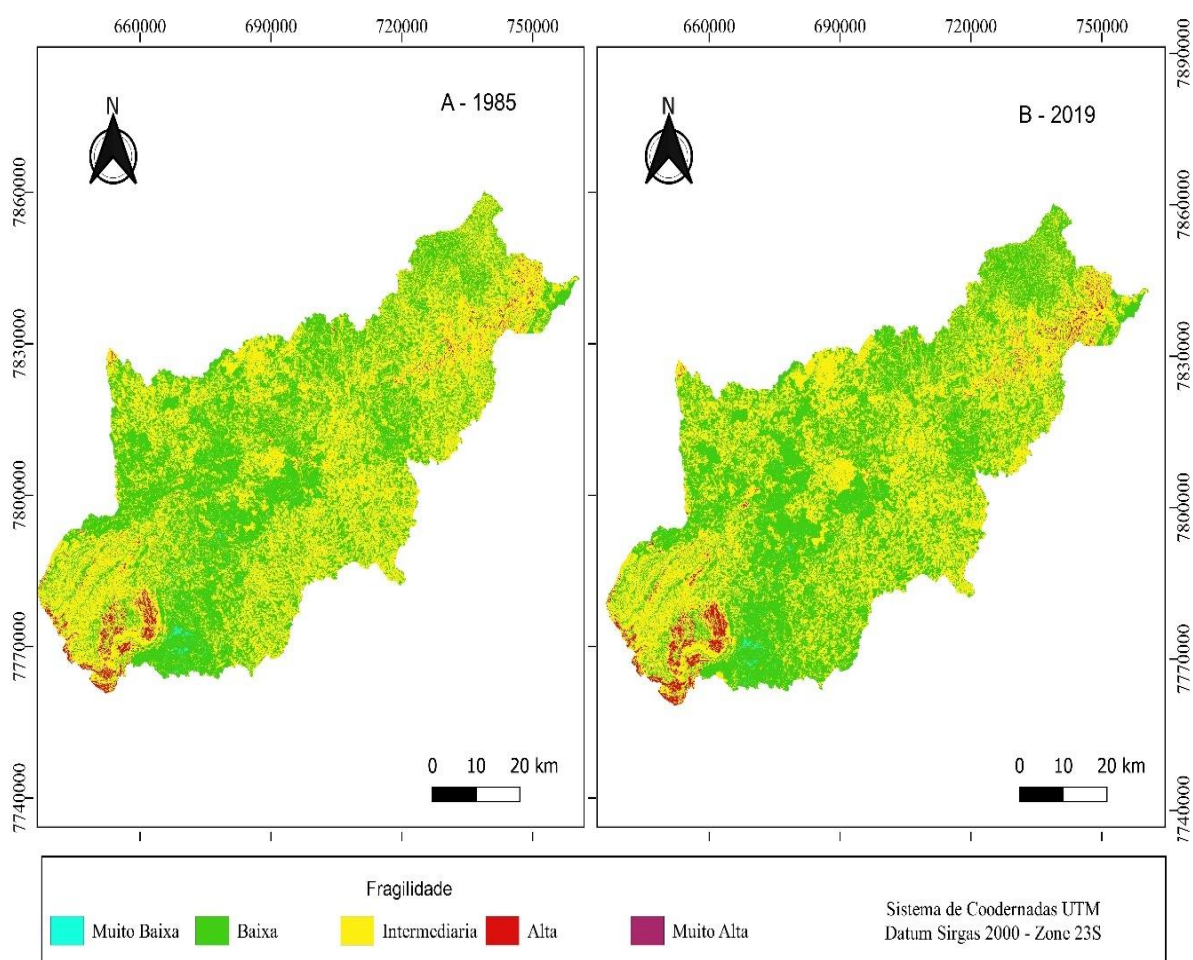 660000 690000 720000 750000
660000 690000 720000 750000
A - 1985
B - 2019
N
N
7860000
7830000
7800000
7770000
7740000
7890000
7860000
7830000
7800000
7770000
7740000
0 10 20 km
0 10 20 km
Fragilidade
Muito Baixa Baixa Intermediaria Alta Muito Alta
Sistema de Coodernadas UTM
Datum Sirgas 2000 - Zone 23S